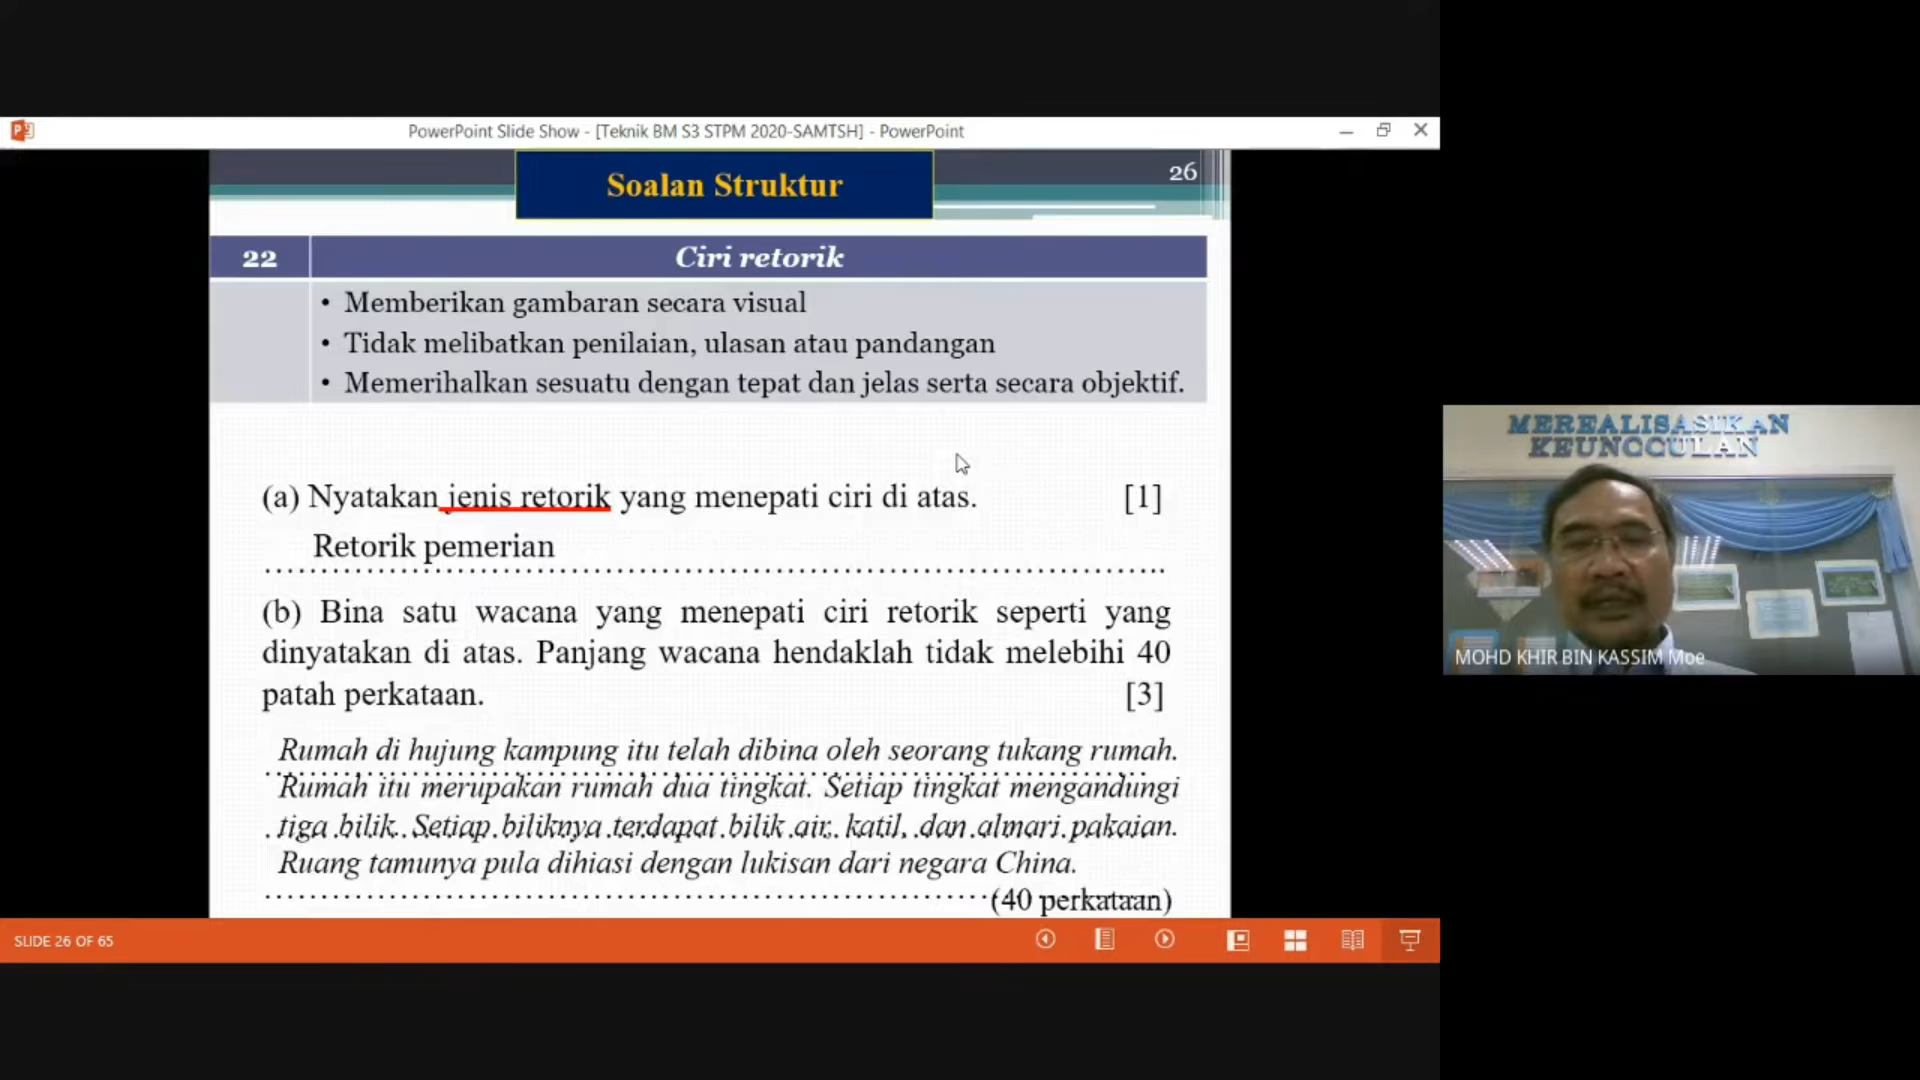 PowerPoint Slide Show - [Teknik BM S3 STPM 2020-SAMTSH] - PowerPoint
Soalan Struktur
26
22 Ciri retorik
• Memberikan gambaran secara visual
• Tidak melibatkan penilaian, ulasan atau pandangan
• Memerihalkan sesuatu dengan tepat dan jelas serta secara objektif.
(a) Nyatakan jenis retorik yang menepati ciri di atas. [1]
Retorik pemerian
(b) Bina satu wacana yang menepati ciri retorik seperti yang
dinyatakan di atas. Panjang wacana hendaklah tidak melebihi 40
patah perkataan. [3]
Rumah di hujung kampung itu telah dibina oleh seorang tukang rumah.
Rumah itu merupakan rumah dua tingkat. Setiap tingkat mengandungi
tiga bilik. Setiap biliknya terdapat bilik air, katil, dan almari pakaian.
Ruang tamunya pula dihiasi dengan lukisan dari negara China.
(40 perkataan)
SLIDE 26 OF 65
MEREALISASIKAN
KEUNGGULAN
MOHD KHIR BIN KASSIM Moe